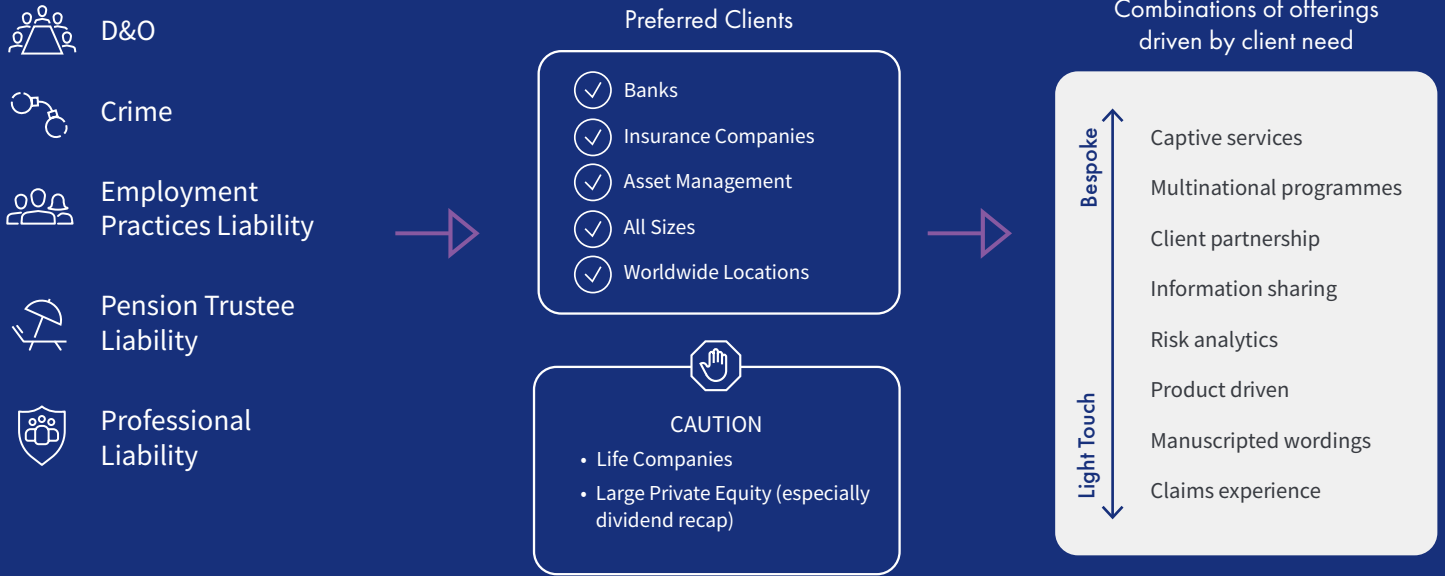 D&O
Crime
Employment
Practices Liability
Pension Trustee
Liability
Professional
Liability
Preferred Clients
Banks
Insurance Companies
Asset Management
All Sizes
Worldwide Locations
CAUTION
• Life Companies
• Large Private Equity (especially
dividend recap)
Combinations of offerings
driven by client need
Bespoke
Light Touch
Captive services
Multinational programmes
Client partnership
Information sharing
Risk analytics
Product driven
Manuscripted wordings
Claims experience